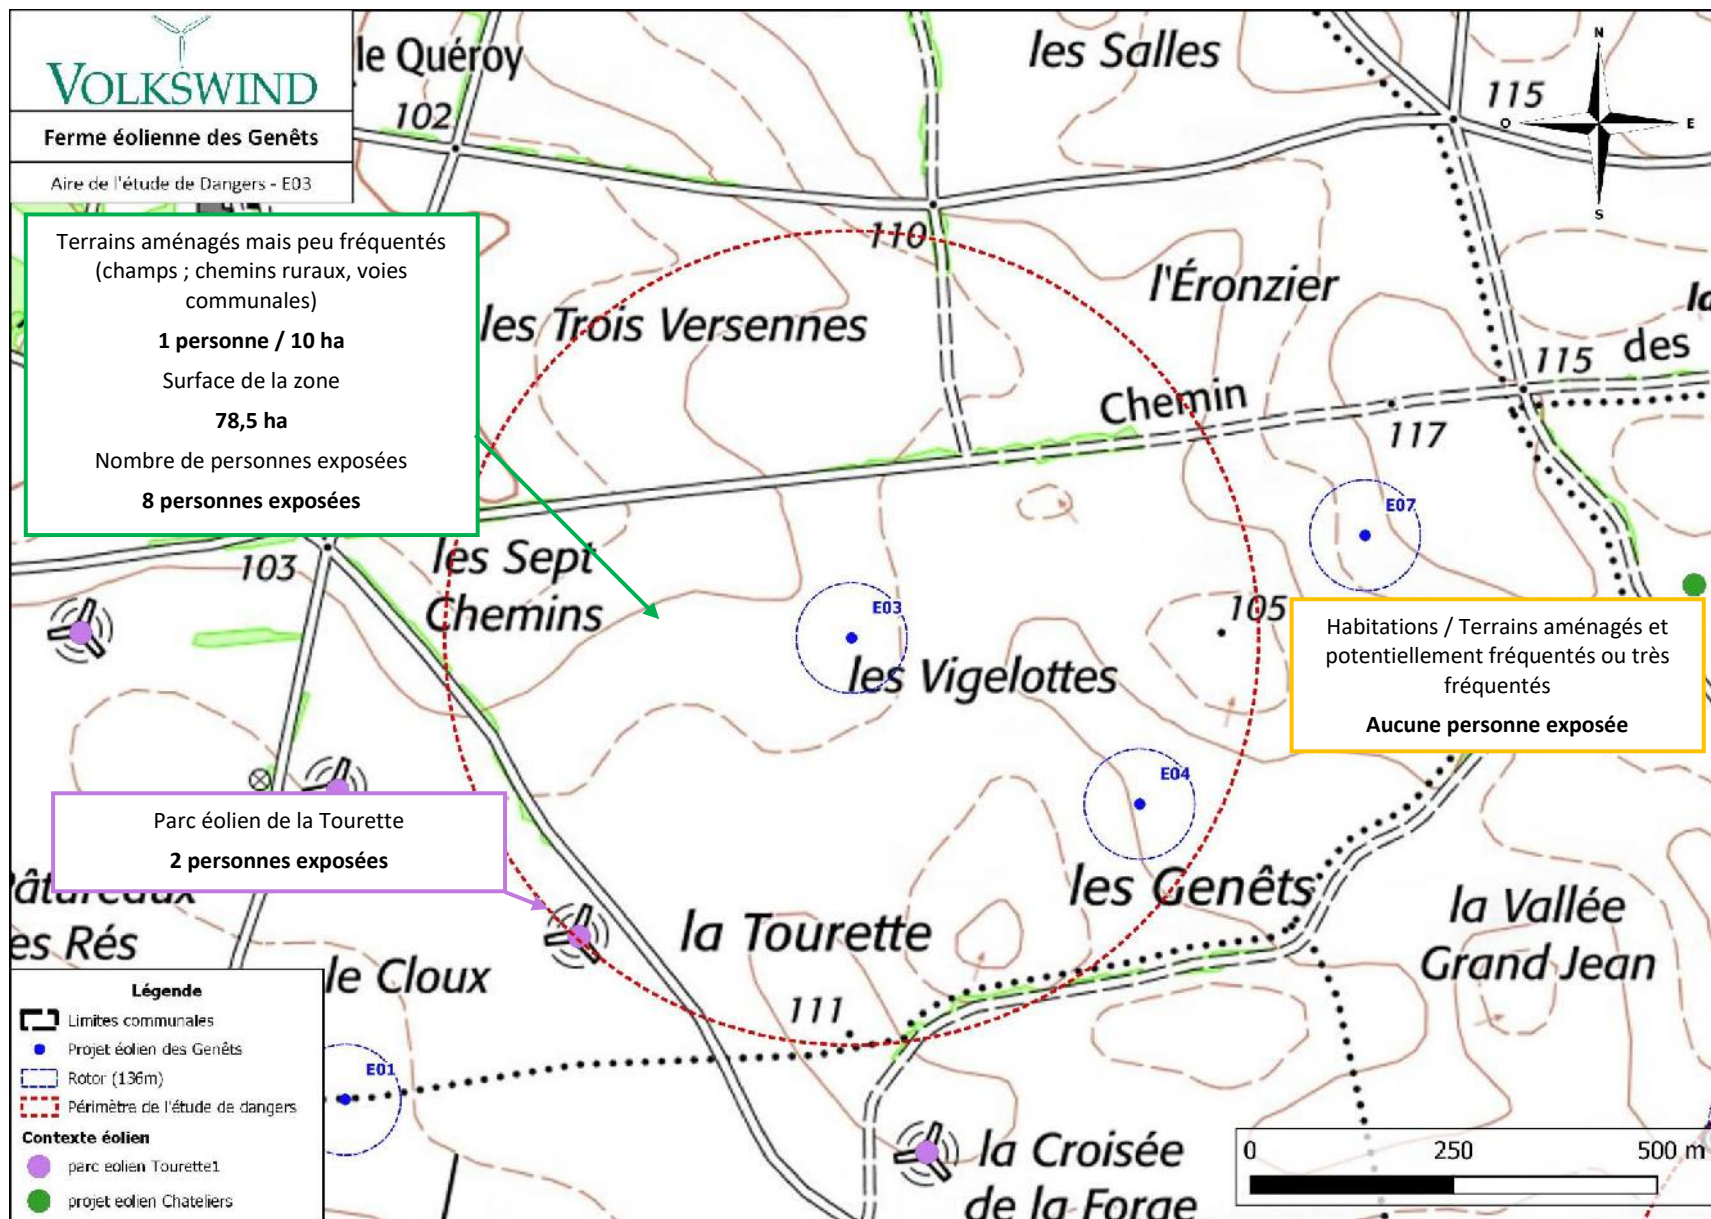 VOLKSWIND
Ferme éolienne des Genêts
Aire de l'étude de Dangers - E03
le Quéroy
102
les Salles
115
N
O
E
S
Terrains aménagés mais peu fréquentés
(champs ; chemins ruraux, voies
communales)
1 personne / 10 ha
Surface de la zone
78,5 ha
Nombre de personnes exposées
8 personnes exposées
110
l'Éronzier
les Trois Versennes
115
des
Chemin
117
E07
103
les Sept
Chemins
E03
les Vigelottes
105
Habitations / Terrains aménagés et
potentiellement fréquentés ou très
fréquentés
Aucune personne exposée
E04
Parc éolien de la Tourette
2 personnes exposées
les Genêts
la Tourette
es Rés
le Cloux
la Vallée
Grand Jean
111
E01
Légende
Limites communales
Projet éolien des Genêts
Rotor (136m)
Périmètre de l'étude de dangers
Contexte éolien
parc eolien Tourette1
projet eolien Chateliers
la Croisée
de la Forge
0 250 500 m